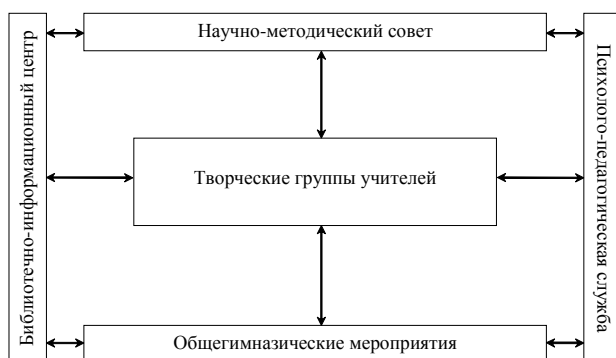 Научно-методический совет
Библиотечно-информационный центр
Творческие группы учителей
Психолого-педагогическая служба
Общегимназические мероприятия